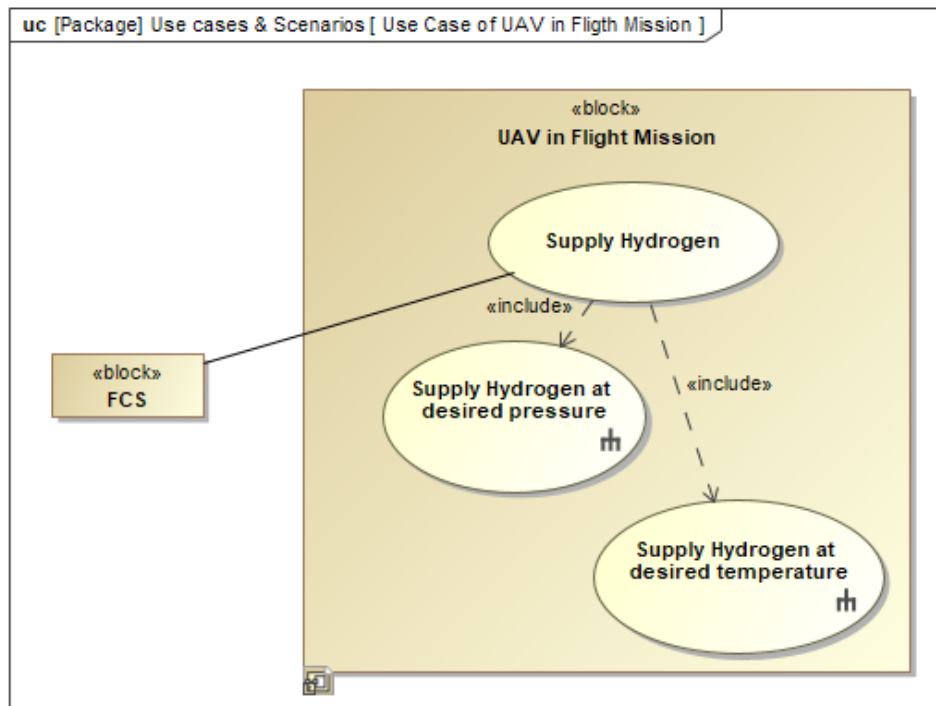 uc [Package] Use cases & Scenarios [ Use Case of UAV in Fligth Mission ]
«block»
UAV in Flight Mission
Supply Hydrogen
«include»
«block»
FCS
«include»
Supply Hydrogen at
desired pressure
Supply Hydrogen at
desired temperature